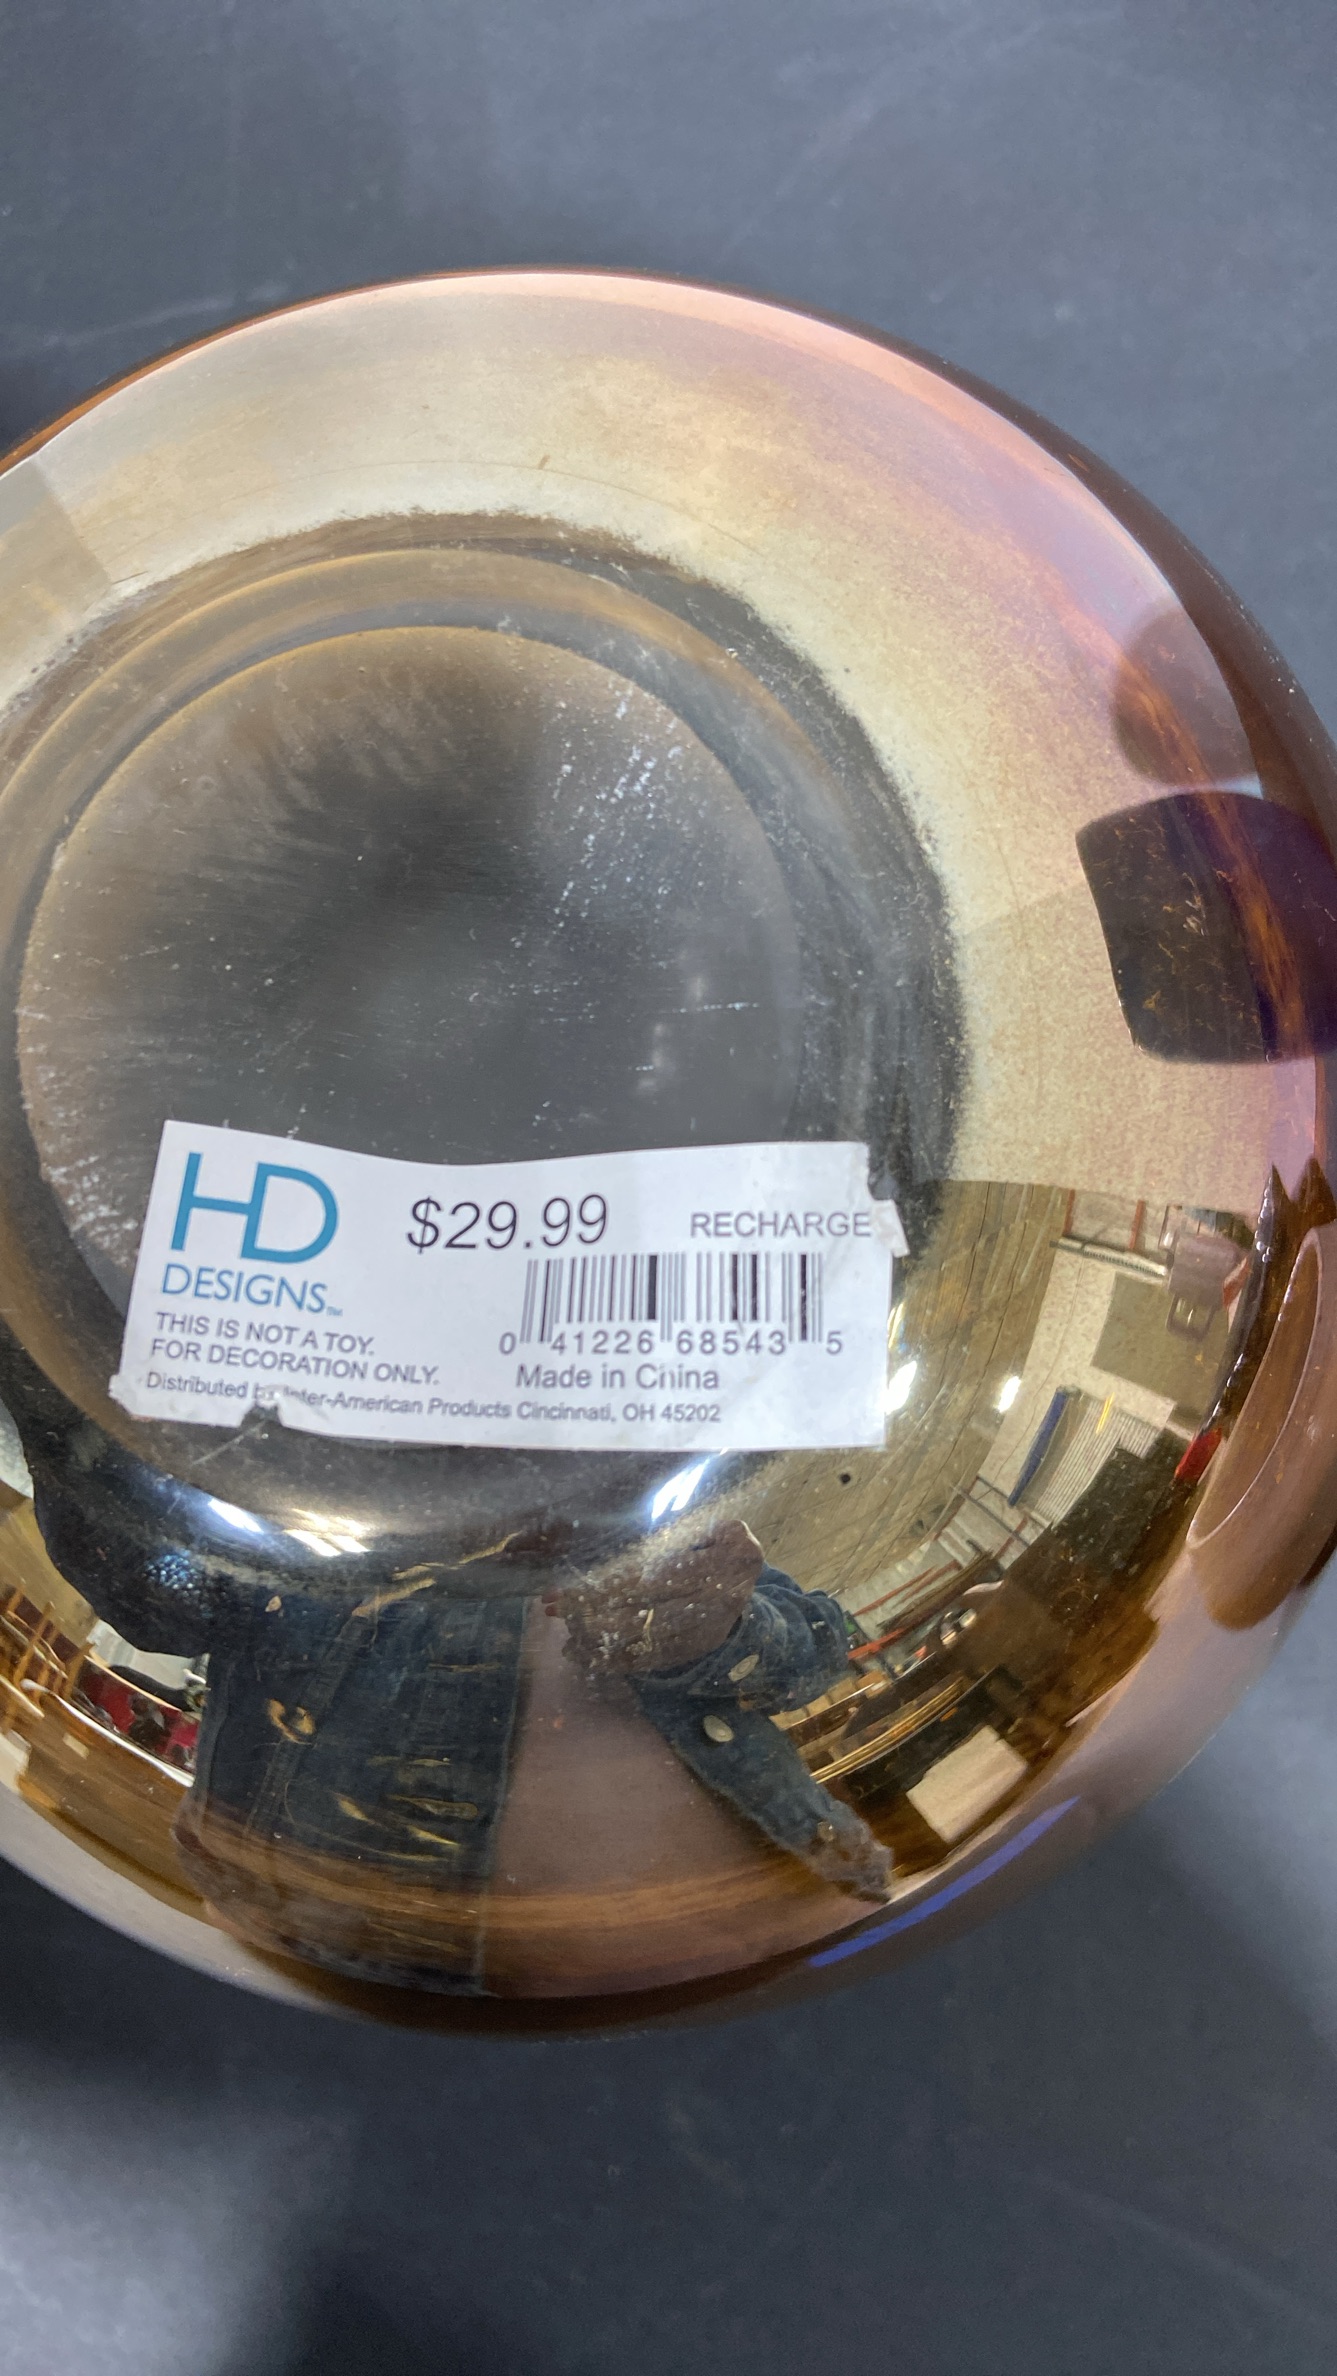 HD $29.99 RECHARGE
DESIGNS™
THIS IS NOT A TOY.
FOR DECORATION ONLY.
0 41226 68543 5
Made in China
Distributed by Inter-American Products Cincinnati, OH 45202